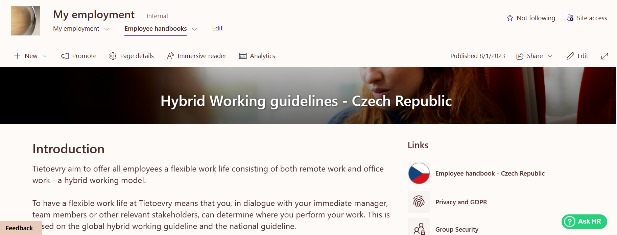 My employment Internal
My employment Employee handbooks Edit
Not following Site access
New Promote Page details Immersive reader Analytics
Published 8/1/2023 Share Edit
Hybrid Working guidelines - Czech Republic
Introduction
Tietoevry aim to offer all employees a flexible work life consisting of both remote work and office
work - a hybrid working model.
To have a flexible work life at Tietoevry means that you, in dialogue with your immediate manager,
team members or other relevant stakeholders, can determine where you perform your work. This is
based on the global hybrid working guideline and the national guideline.
Links
Employee handbook - Czech Republic
Privacy and GDPR
Group Security
Feedback
Ask HR